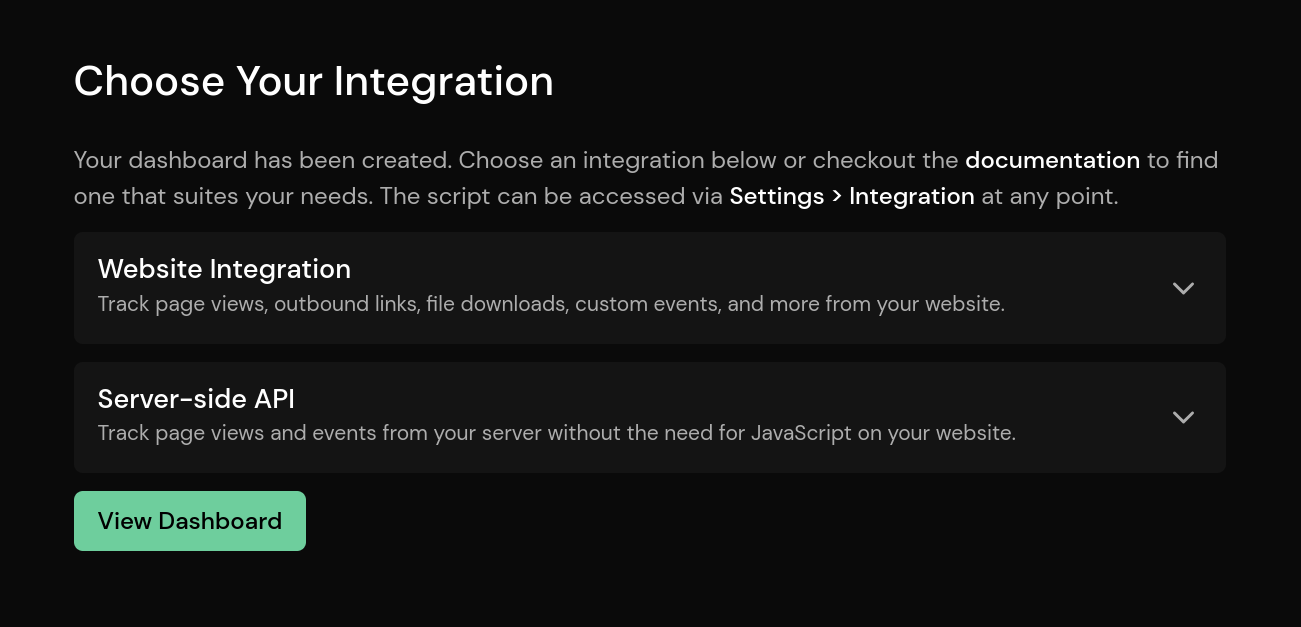 Choose Your Integration
Your dashboard has been created. Choose an integration below or checkout the documentation to find
one that suites your needs. The script can be accessed via Settings > Integration at any point.
Website Integration
Track page views, outbound links, file downloads, custom events, and more from your website.
Server-side API
Track page views and events from your server without the need for JavaScript on your website.
View Dashboard